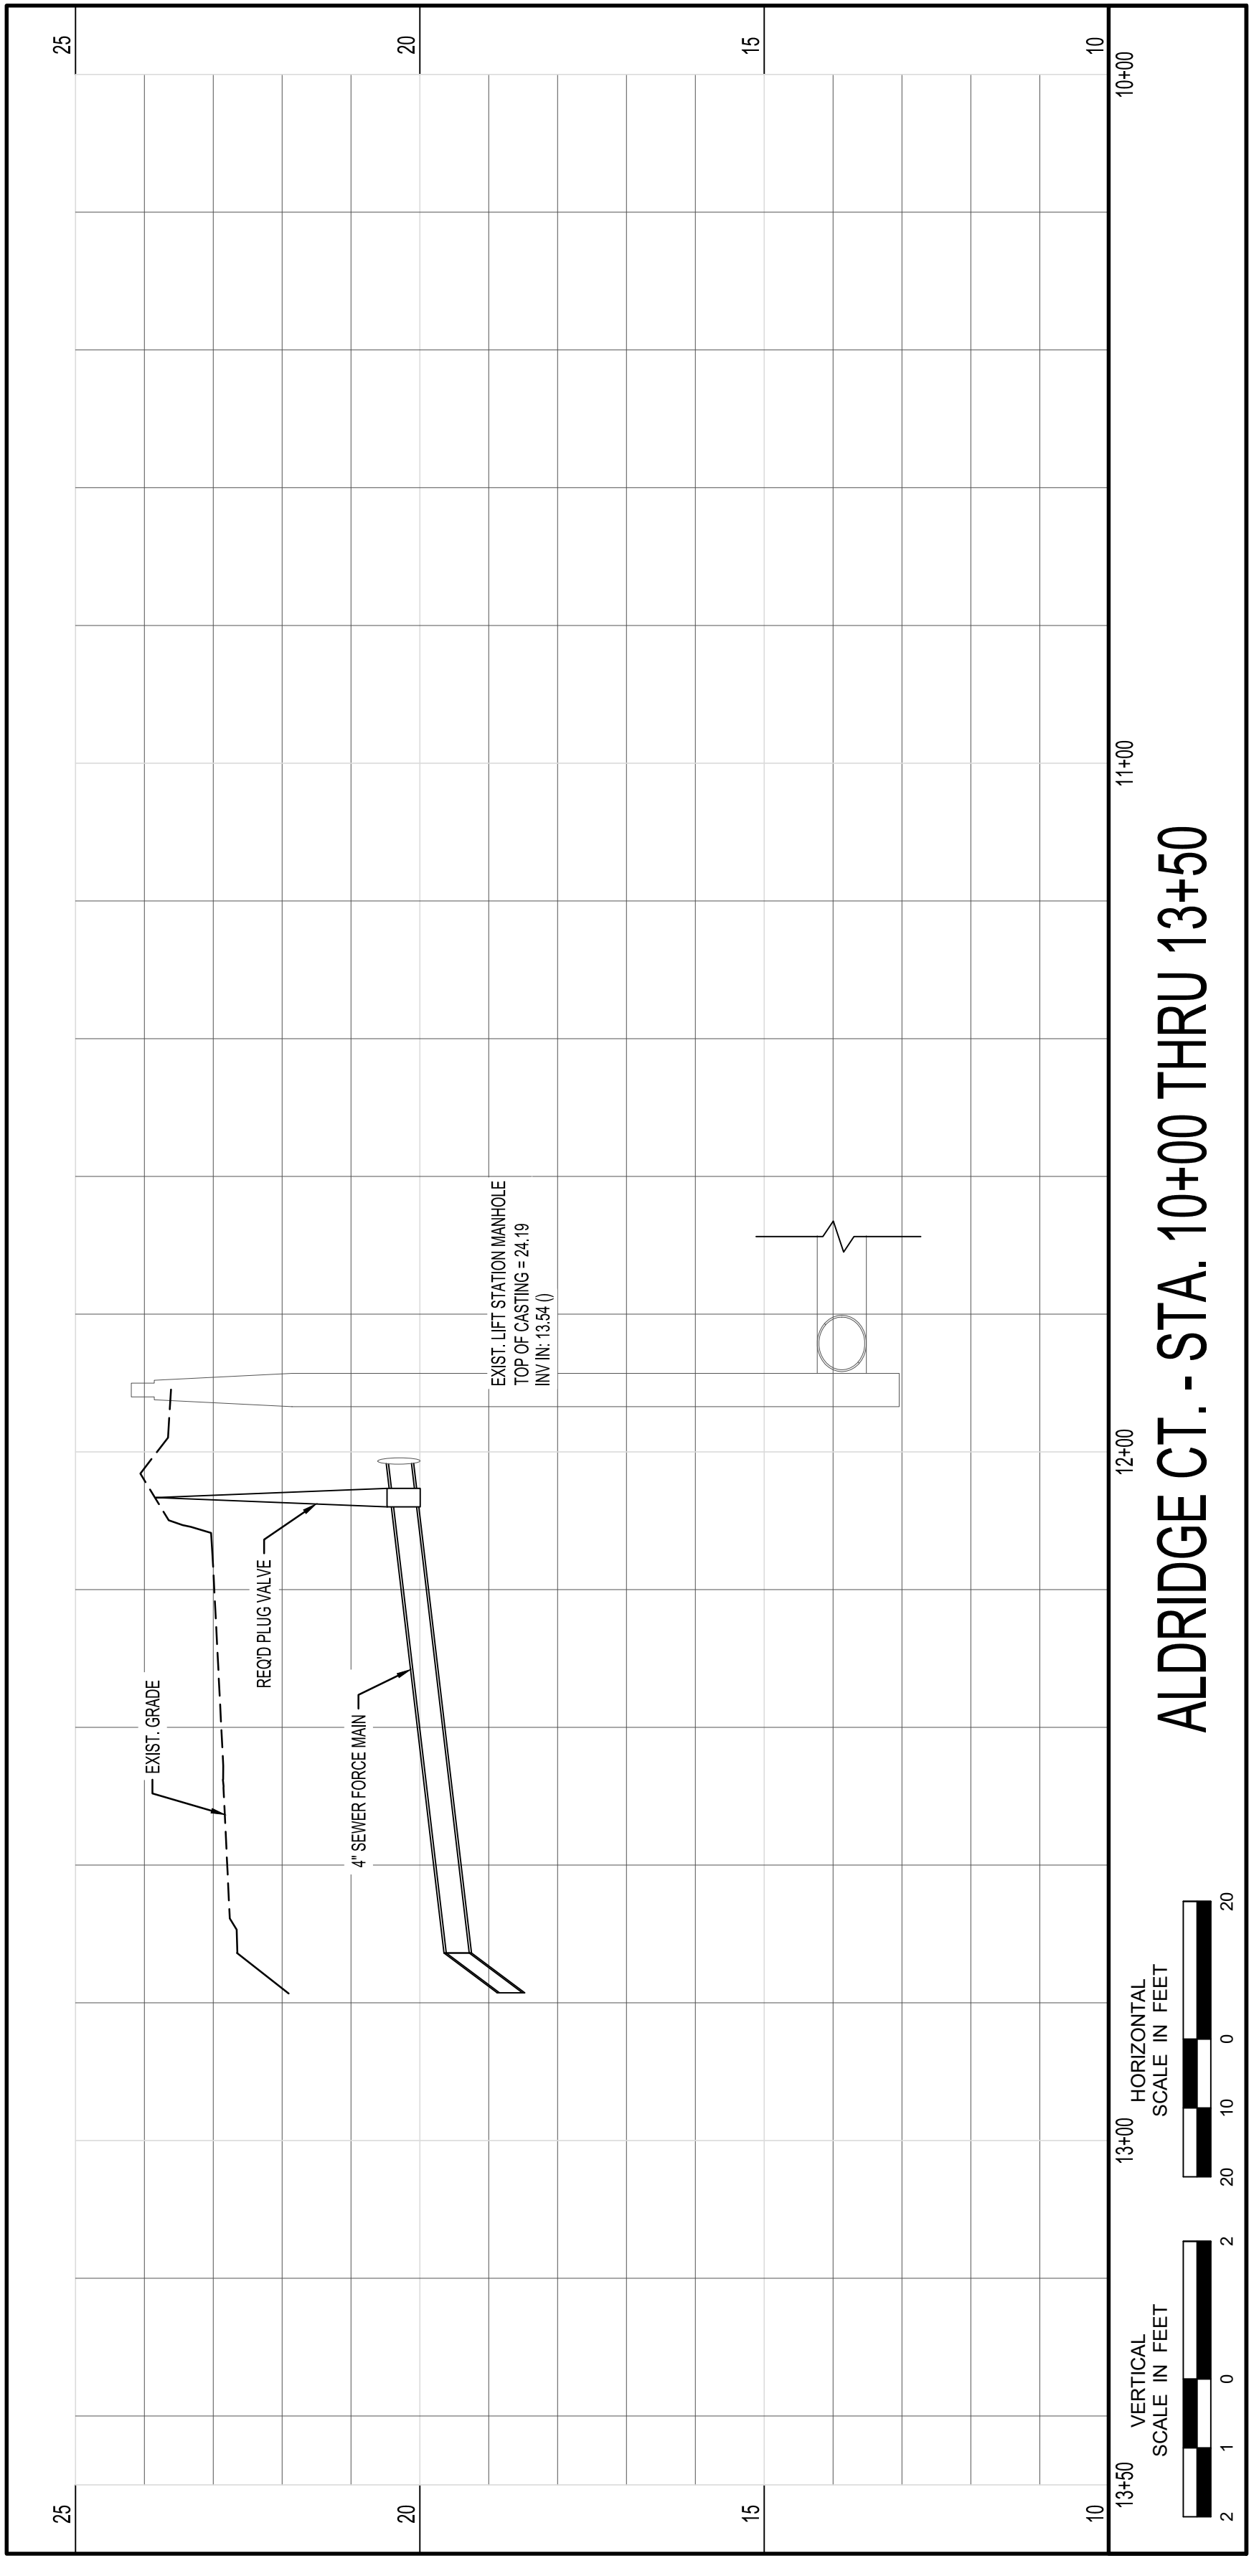 25
20
15
10
25
20
15
10
EXIST. GRADE
REQ'D PLUG VALVE
4" SEWER FORCE MAIN
EXIST. LIFT STATION MANHOLE
TOP OF CASTING = 24.19
INV IN: 13.54 ()
13+50
13+00
12+00
11+00
10+00
VERTICAL
SCALE IN FEET
2 1 0 2
HORIZONTAL
SCALE IN FEET
20 10 0 20
ALDRIDGE CT. - STA. 10+00 THRU 13+50